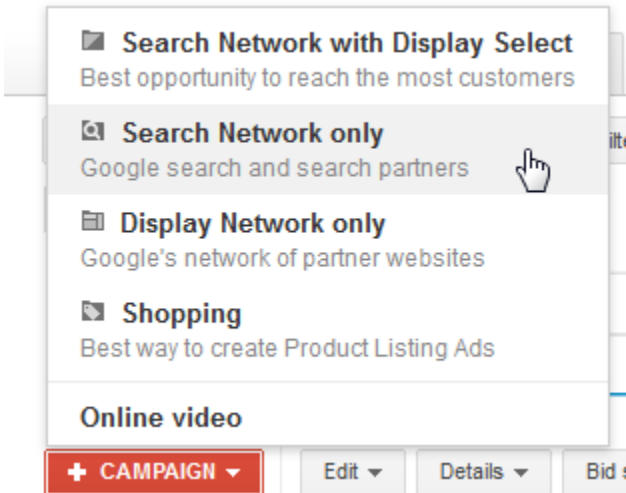 Search Network with Display Select
Best opportunity to reach the most customers
Search Network only
Google search and search partners
Display Network only
Google's network of partner websites
Shopping
Best way to create Product Listing Ads
Online video
+ CAMPAIGN
Edit
Details
Bid